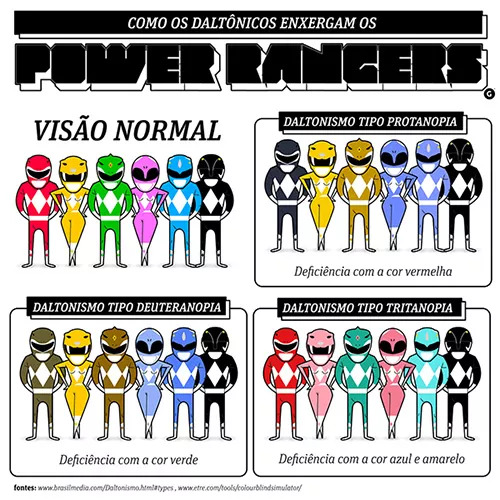 COMO OS DALTÔNICOS ENXERGAM OS
POWER RANGERS
G
VISÃO NORMAL
DALTONISMO TIPO PROTANOPIA
Deficiência com a cor vermelha
DALTONISMO TIPO DEUTERANOPIA
Deficiência com a cor verde
DALTONISMO TIPO TRITANOPIA
Deficiência com a cor azul e amarelo
fontes: www.brasilmedia.com/Daltonismo.html#types , www.etre.com/tools/colourblindsimulator/